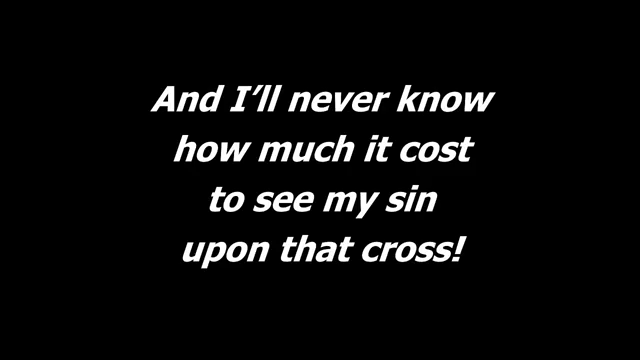 And I’ll never know
how much it cost
to see my sin
upon that cross!